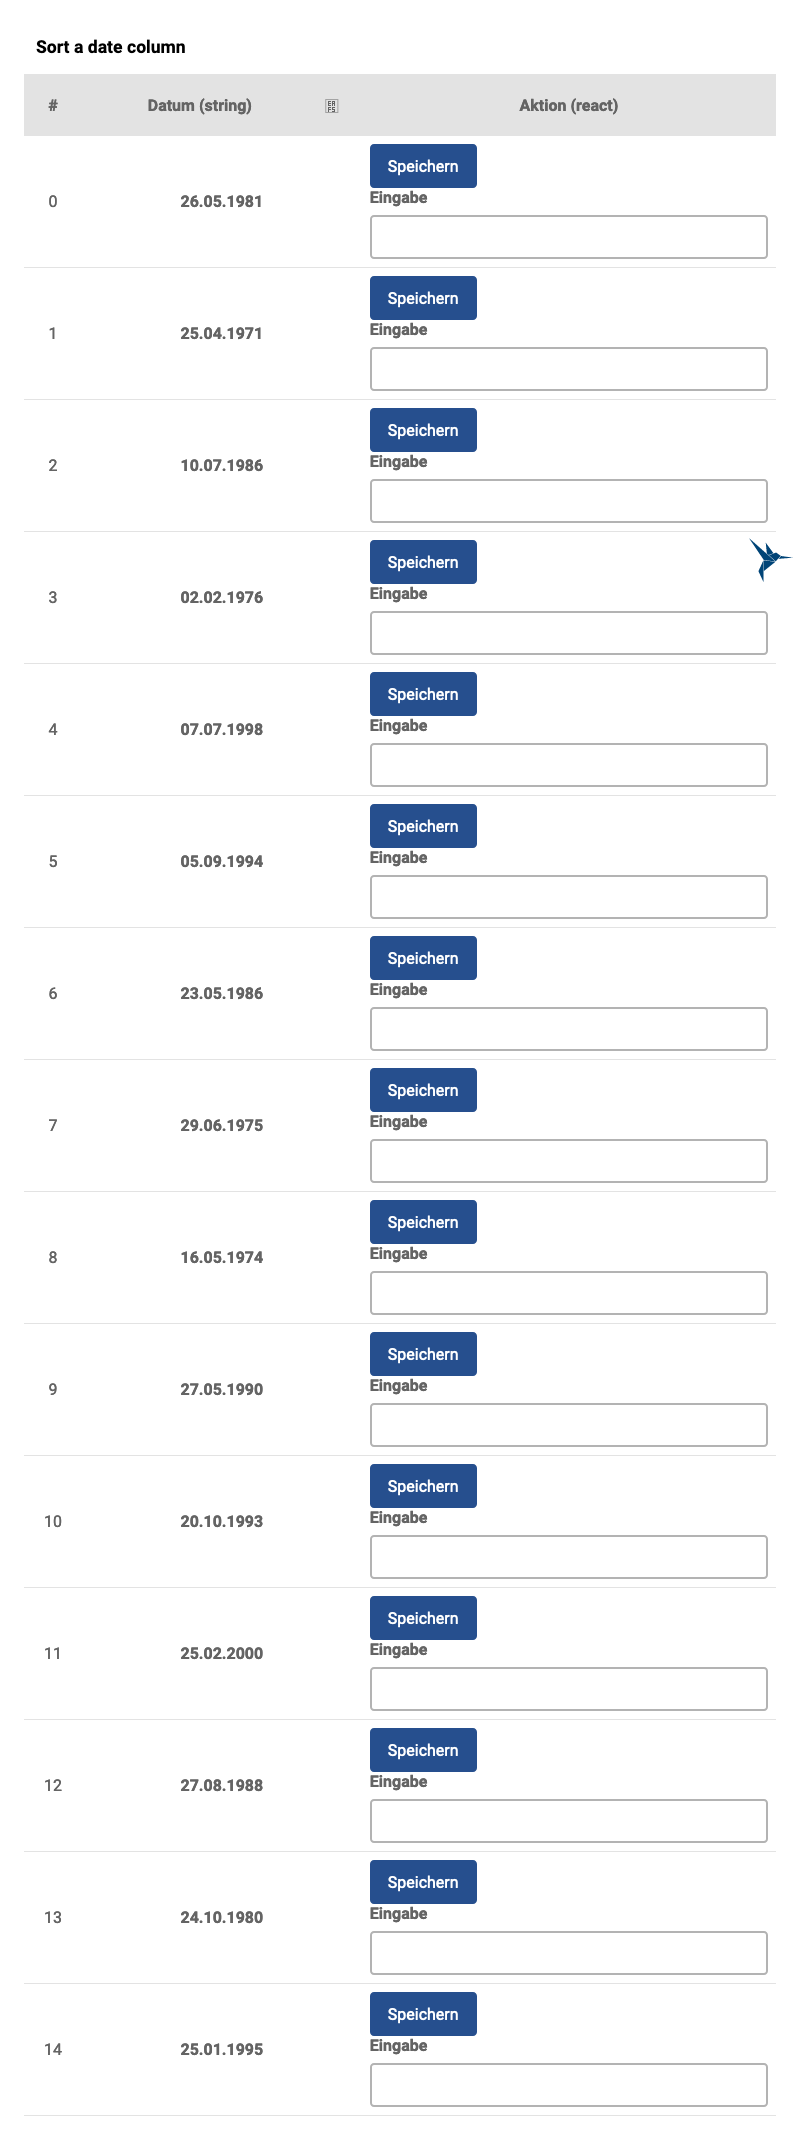 Sort a date column
# Datum (string) Aktion (react)
Speichern
0 26.05.1981 Eingabe
Speichern
1 25.04.1971 Eingabe
Speichern
2 10.07.1986 Eingabe
Speichern
3 02.02.1976 Eingabe
Speichern
4 07.07.1998 Eingabe
Speichern
5 05.09.1994 Eingabe
Speichern
6 23.05.1986 Eingabe
Speichern
7 29.06.1975 Eingabe
Speichern
8 16.05.1974 Eingabe
Speichern
9 27.05.1990 Eingabe
Speichern
10 20.10.1993 Eingabe
Speichern
11 25.02.2000 Eingabe
Speichern
12 27.08.1988 Eingabe
Speichern
13 24.10.1980 Eingabe
Speichern
14 25.01.1995 Eingabe